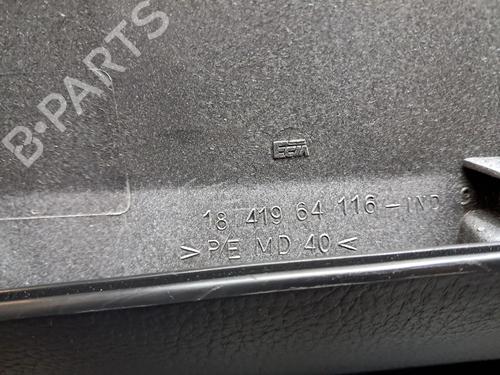 B-PARTS
18 419 64 116 - IND
>P/E MD 40<